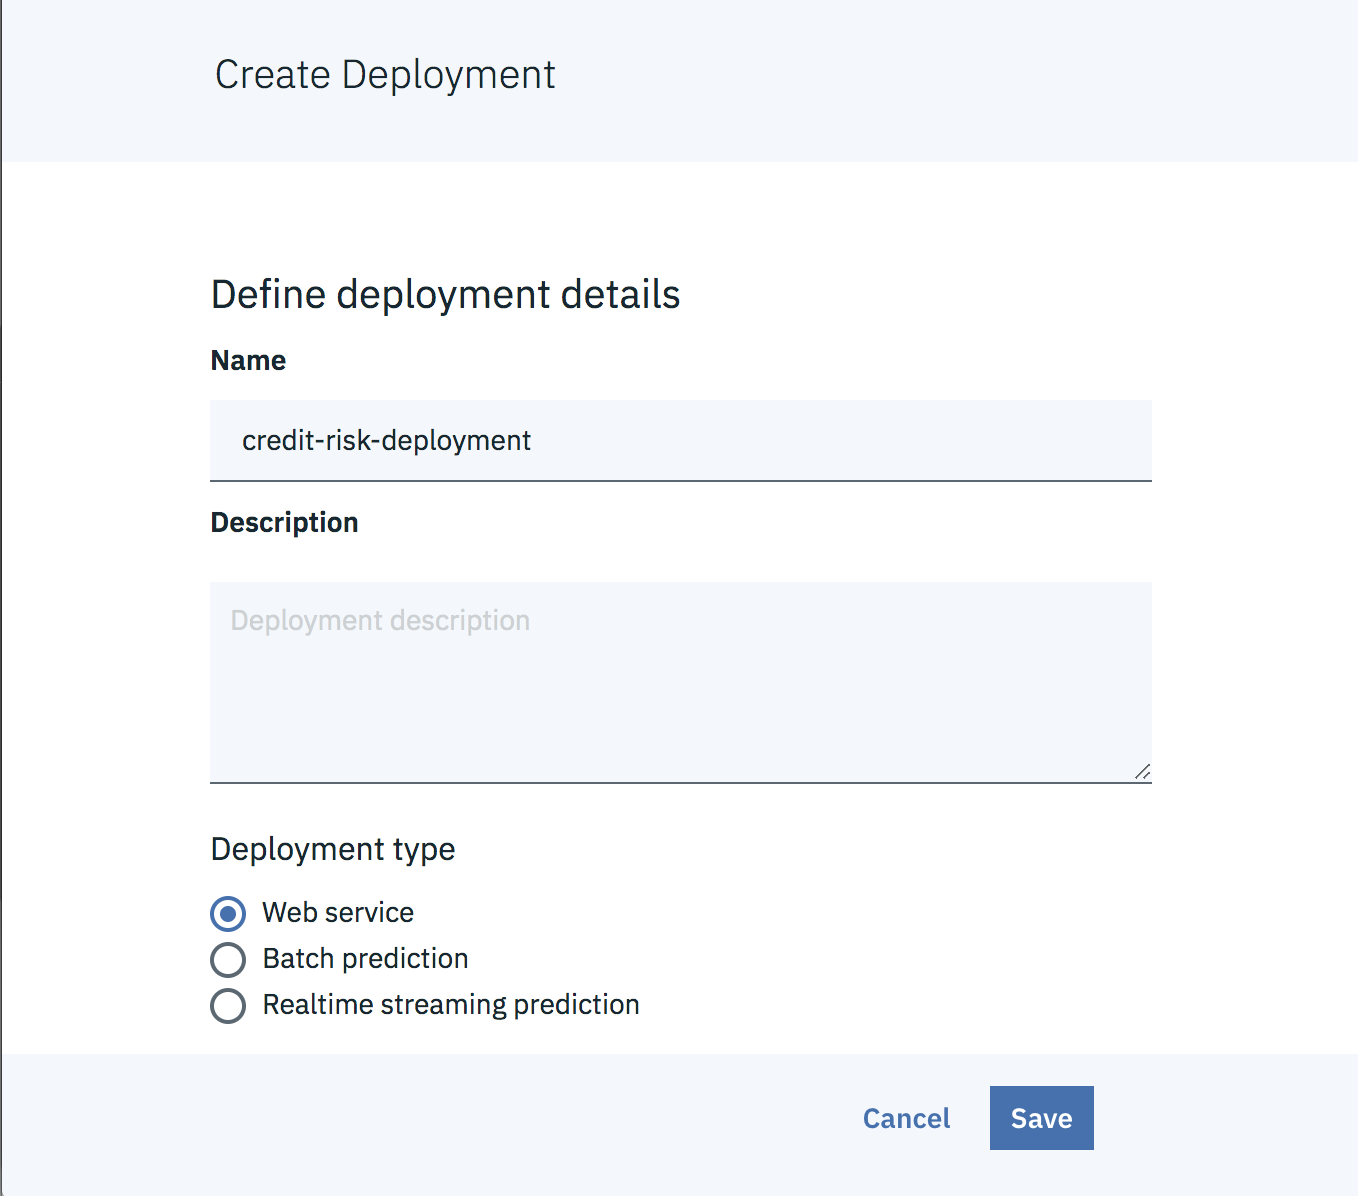 Create Deployment
Define deployment details
Name
credit-risk-deployment
Description
Deployment description
Deployment type
Web service
Batch prediction
Realtime streaming prediction
Cancel Save